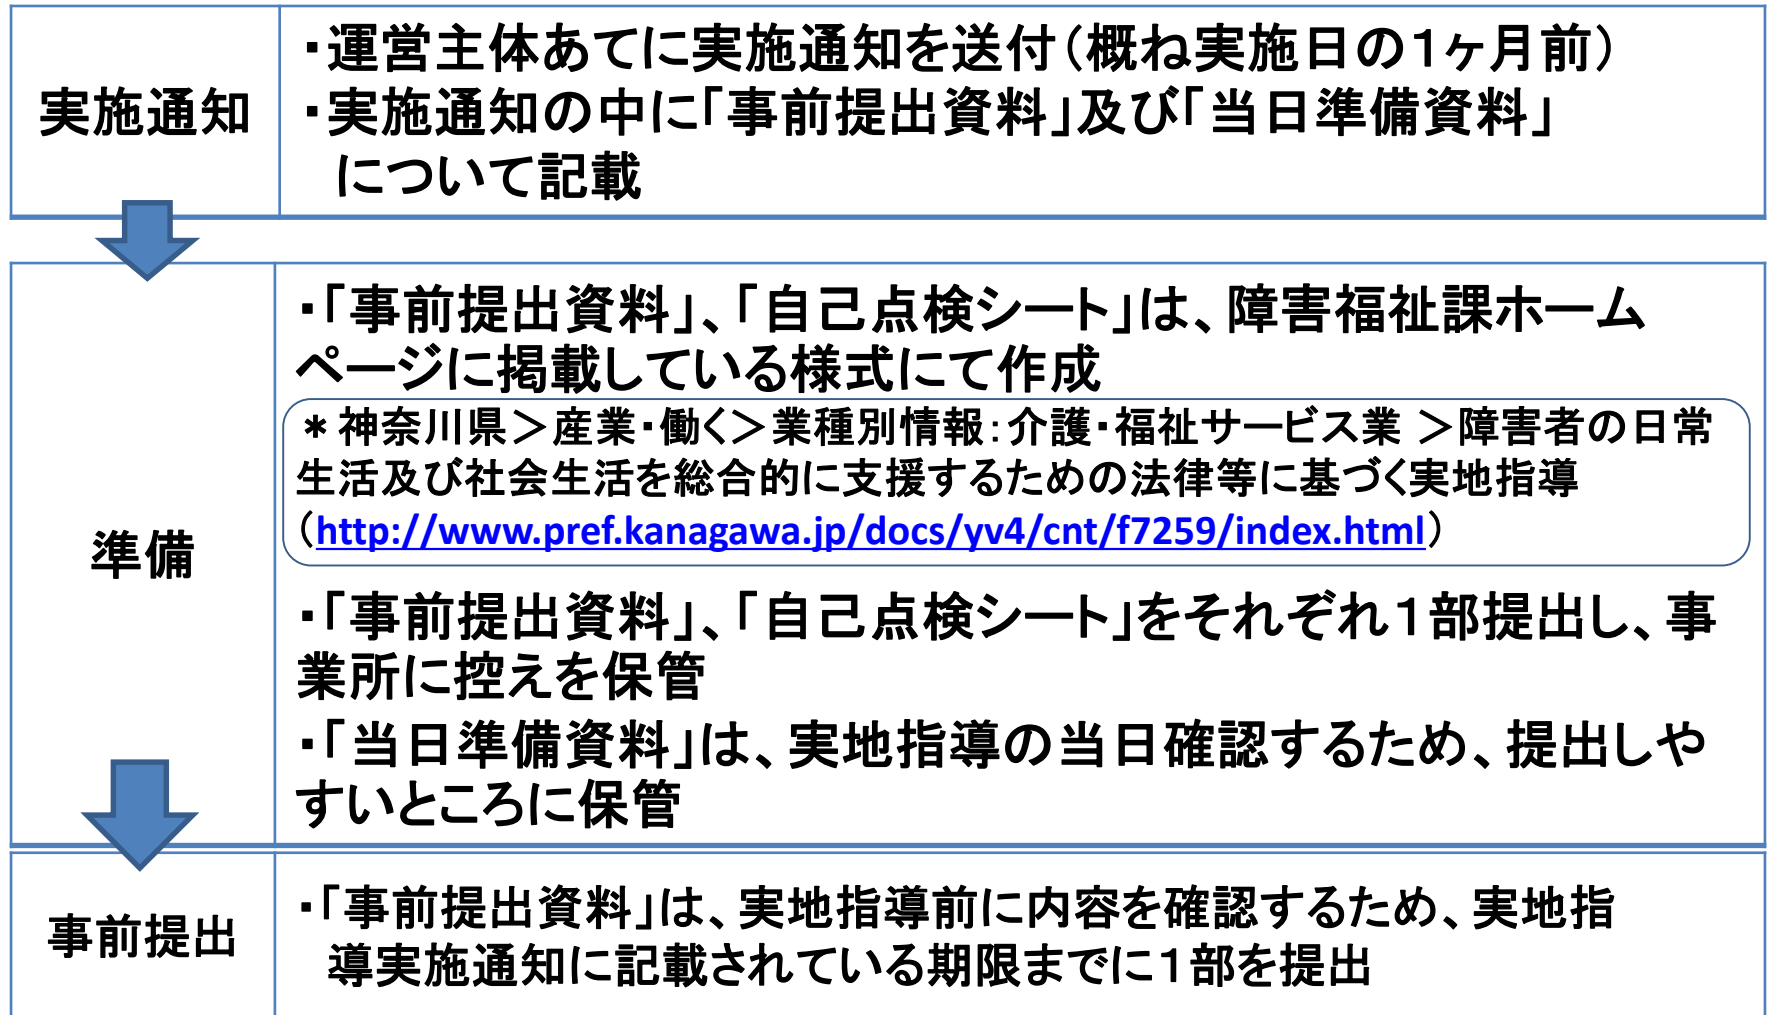 実施通知
・運営主体あてに実施通知を送付（概ね実施日の１ヶ月前）
・実施通知の中に「事前提出資料」及び「当日準備資料」
について記載
準備
・「事前提出資料」、「自己点検シート」は、障害福祉課ホーム
ページに掲載している様式にて作成
＊神奈川県＞産業・働く＞業種別情報：介護・福祉サービス業 ＞障害者の日常
生活及び社会生活を総合的に支援するための法律等に基づく実地指導
（http://www.pref.kanagawa.jp/docs/yv4/cnt/f7259/index.html）
・「事前提出資料」、「自己点検シート」をそれぞれ１部提出し、事
業所に控えを保管
・「当日準備資料」は、実地指導の当日確認するため、提出しや
すいところに保管
事前提出
・「事前提出資料」は、実地指導前に内容を確認するため、実地指
導実施通知に記載されている期限までに１部を提出